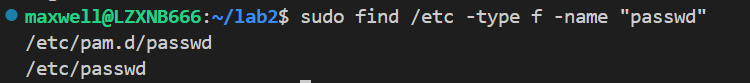 maxwell@LZXNB666:~/lab2$ sudo find /etc -type f -name "passwd"
/etc/pam.d/passwd
/etc/passwd